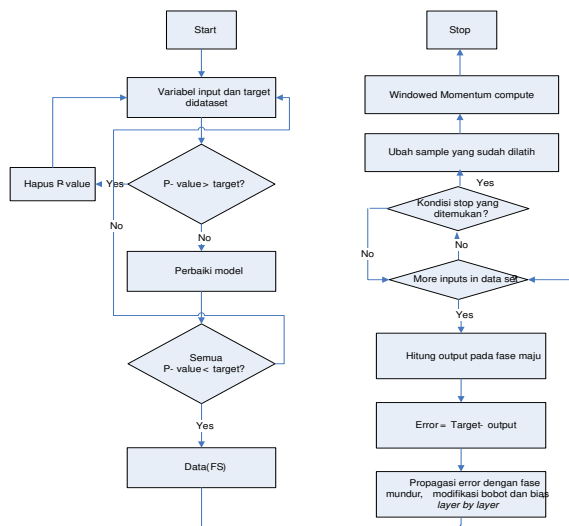 Start
Variabel input dan target
didataset
P- value> target?
Yes
Hapus P-value
No
No
Perbaiki model
Semua
P- value< target?
Yes
Data(FS)
Stop
Windowed Momentum compute
Ubah sample yang sudah dilatih
Yes
Kondisi stop yang
ditemukan?
No
No
More inputs in data set?
Yes
Hitung output pada fase maju
Error= Target- output
Propagasi error dengan fase
mundur, modifikasi bobot dan bias
layer by layer